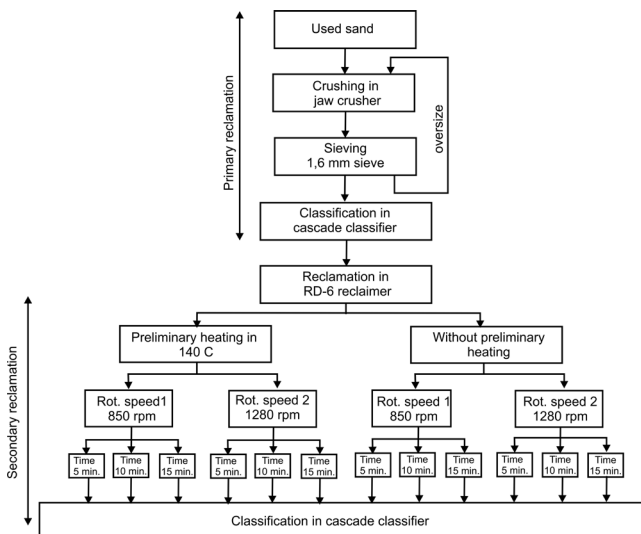 Used sand
Crushing in
jaw crusher
Sieving
1,6 mm sieve
oversize
Classification in
cascade classifier
Primary reclamation
Reclamation in
RD-6 reclaimer
Preliminary heating in
140 C
Without preliminary
heating
Rot. speed1
850 rpm
Rot. speed 2
1280 rpm
Rot. speed 1
850 rpm
Rot. speed 2
1280 rpm
Time
5 min.
Time
10 min.
Time
15 min.
Time
5 min.
Time
10 min.
Time
15 min.
Time
5 min.
Time
10 min.
Time
15 min.
Time
5 min.
Time
10 min.
Time
15 min.
Secondary reclamation
Classification in cascade classifier